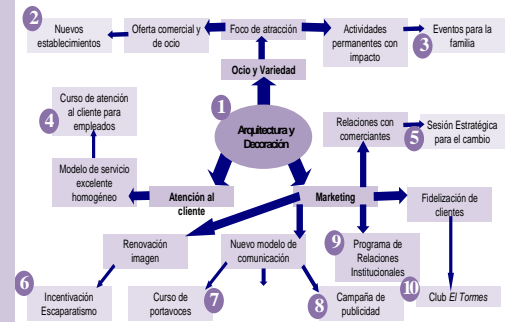 2
Nuevos
establecimientos
Oferta comercial y
de ocio
Foco de atracción
Actividades
permanentes con
impacto
3
Eventos para la
familia
Ocio y Variedad
1
Arquitectura y
Decoración
4
Curso de atención
al cliente para
empleados
Modelo de servicio
excelente
homogéneo
Atención al
cliente
Relaciones con
comerciantes
5
Sesión Estratégica
para el cambio
Marketing
Fidelización de
clientes
Renovación
imagen
Nuevo modelo de
comunicación
9
Programa de
Relaciones
Institucionales
6
Incentivación
Escaparatismo
Curso de
portavoces
7
8
Campaña de
publicidad
10
Club El Tormes